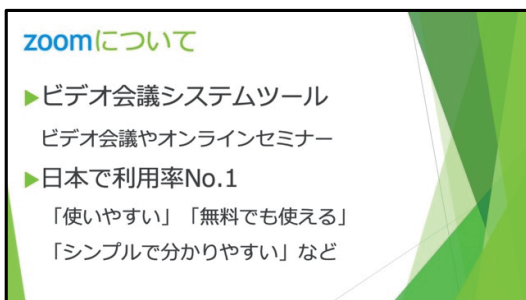 zoomについて
▶ビデオ会議システムツール
ビデオ会議やオンラインセミナー
▶日本で利用率No.1
「使いやすい」「無料でも使える」
「シンプルで分かりやすい」など